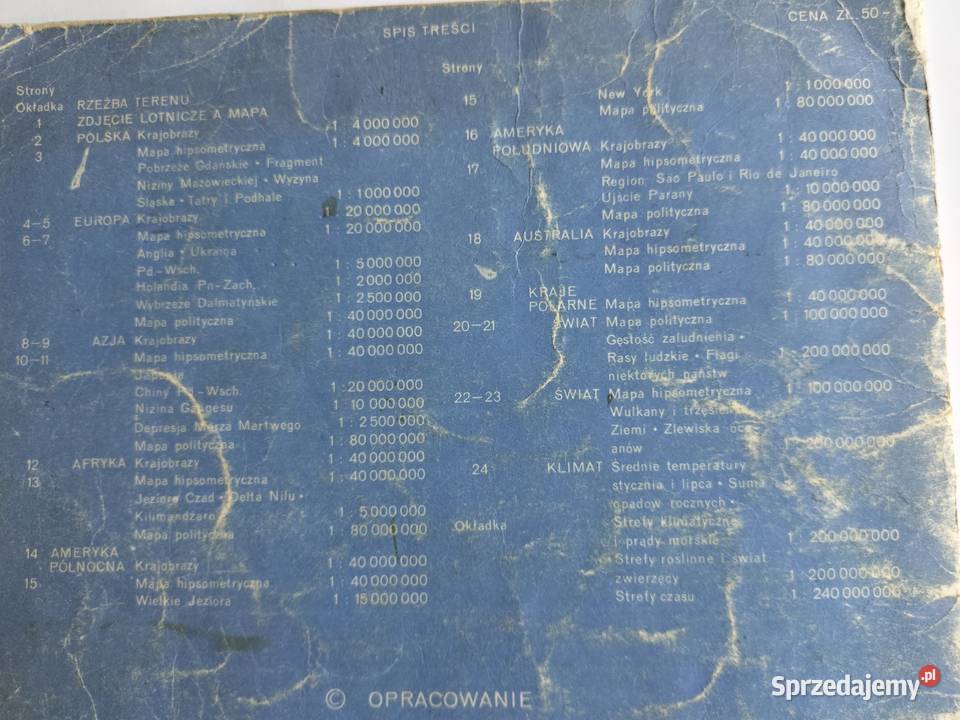 SPIS TREŚCI
CENA ZŁ. 50-
Strony
Okładka RZEŹBA TERENU
1 ZDJĘCIE LOTNICZE A MAPA
2 POLSKA Krajobrazy 1 : 4 000 000
3 Mapa hipsometryczna 1 : 4 000 000
Pobrzeże Gdańskie • Fragment
Niziny Mazowieckiej • Wyżyna
Śląska • Tatry i Podhale 1 : 1 000 000
4—5 EUROPA Krajobrazy 1 : 20 000 000
6—7 Mapa hipsometryczna 1 : 20 000 000
Anglia • Ukraina
Pd-Wsch. 1 : 5 000 000
Holandia Pn-Zach. 1 : 2 000 000
Wybrzeże Dalmatyńskie 1 : 2 500 000
Mapa polityczna 1 : 40 000 000
8—9 AZJA Krajobrazy 1 : 40 000 000
10—11 Mapa hipsometryczna 1 : 40 000 000
Chiny Pd-Wsch. 1 : 20 000 000
Nizina Gangesu 1 : 10 000 000
Depresja Morza Martwego 1 : 2 500 000
Mapa polityczna 1 : 80 000 000
12 AFRYKA Krajobrazy 1 : 40 000 000
13 Mapa hipsometryczna 1 : 40 000 000
Jezioro Czad • Delta Nilu •
Kilimandżaro 1 : 5 000 000
Mapa polityczna 1 : 80 000 000
14 AMERYKA
PÓŁNOCNA Krajobrazy 1 : 40 000 000
15 Mapa hipsometryczna 1 : 40 000 000
Wielkie Jeziora 1 : 15 000 000
Strony
15 New York 1 : 1 000 000
Mapa polityczna 1 : 80 000 000
16 AMERYKA
POŁUDNIOWA Krajobrazy 1 : 40 000 000
17 Mapa hipsometryczna 1 : 40 000 000
Region Sao Paulo i Rio de Janeiro
Ujście Parany 1 : 10 000 000
Mapa polityczna 1 : 80 000 000
18 AUSTRALIA Krajobrazy 1 : 40 000 000
Mapa hipsometryczna 1 : 40 000 000
Mapa polityczna 1 : 80 000 000
19 KRAJE
POLARNE Mapa hipsometryczna 1 : 40 000 000
20—21 ŚWIAT Mapa polityczna 1 : 100 000 000
Gęstość zaludnienia •
Rasy ludzkie • Flagi
niektórych państw 1 : 200 000 000
22—23 ŚWIAT Mapa hipsometryczna 1 : 100 000 000
Wulkany i trzęsienia
Ziemi • Zlewiska oce
anów 1 : 200 000 000
24 KLIMAT Średnie temperatury
stycznia i lipca • Suma
opadów rocznych •
Okładka Strefy klimatyczne
i prądy morskie 1 : 200 000 000
Strefy roślinne i świat
zwierzęcy 1 : 200 000 000
Strefy czasu 1 : 240 000 000
© OPRACOWANIE
Sprzedajemy.pl